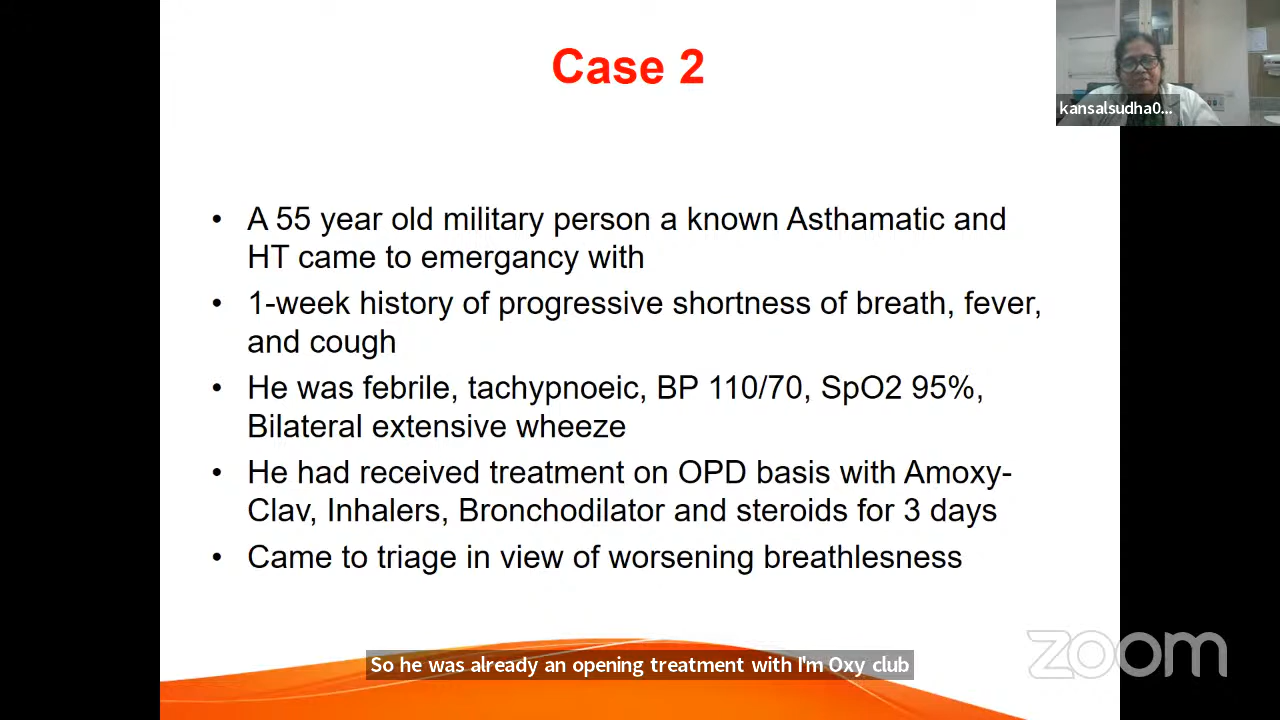 Case 2
kansalsudha0...
• A 55 year old military person a known Asthamatic and
HT came to emergancy with
• 1-week history of progressive shortness of breath, fever,
and cough
• He was febrile, tachypnoeic, BP 110/70, SpO2 95%,
Bilateral extensive wheeze
• He had received treatment on OPD basis with Amoxy-
Clav, Inhalers, Bronchodilator and steroids for 3 days
• Came to triage in view of worsening breathlesness
zoom
So he was already an opening treatment with I'm Oxy club